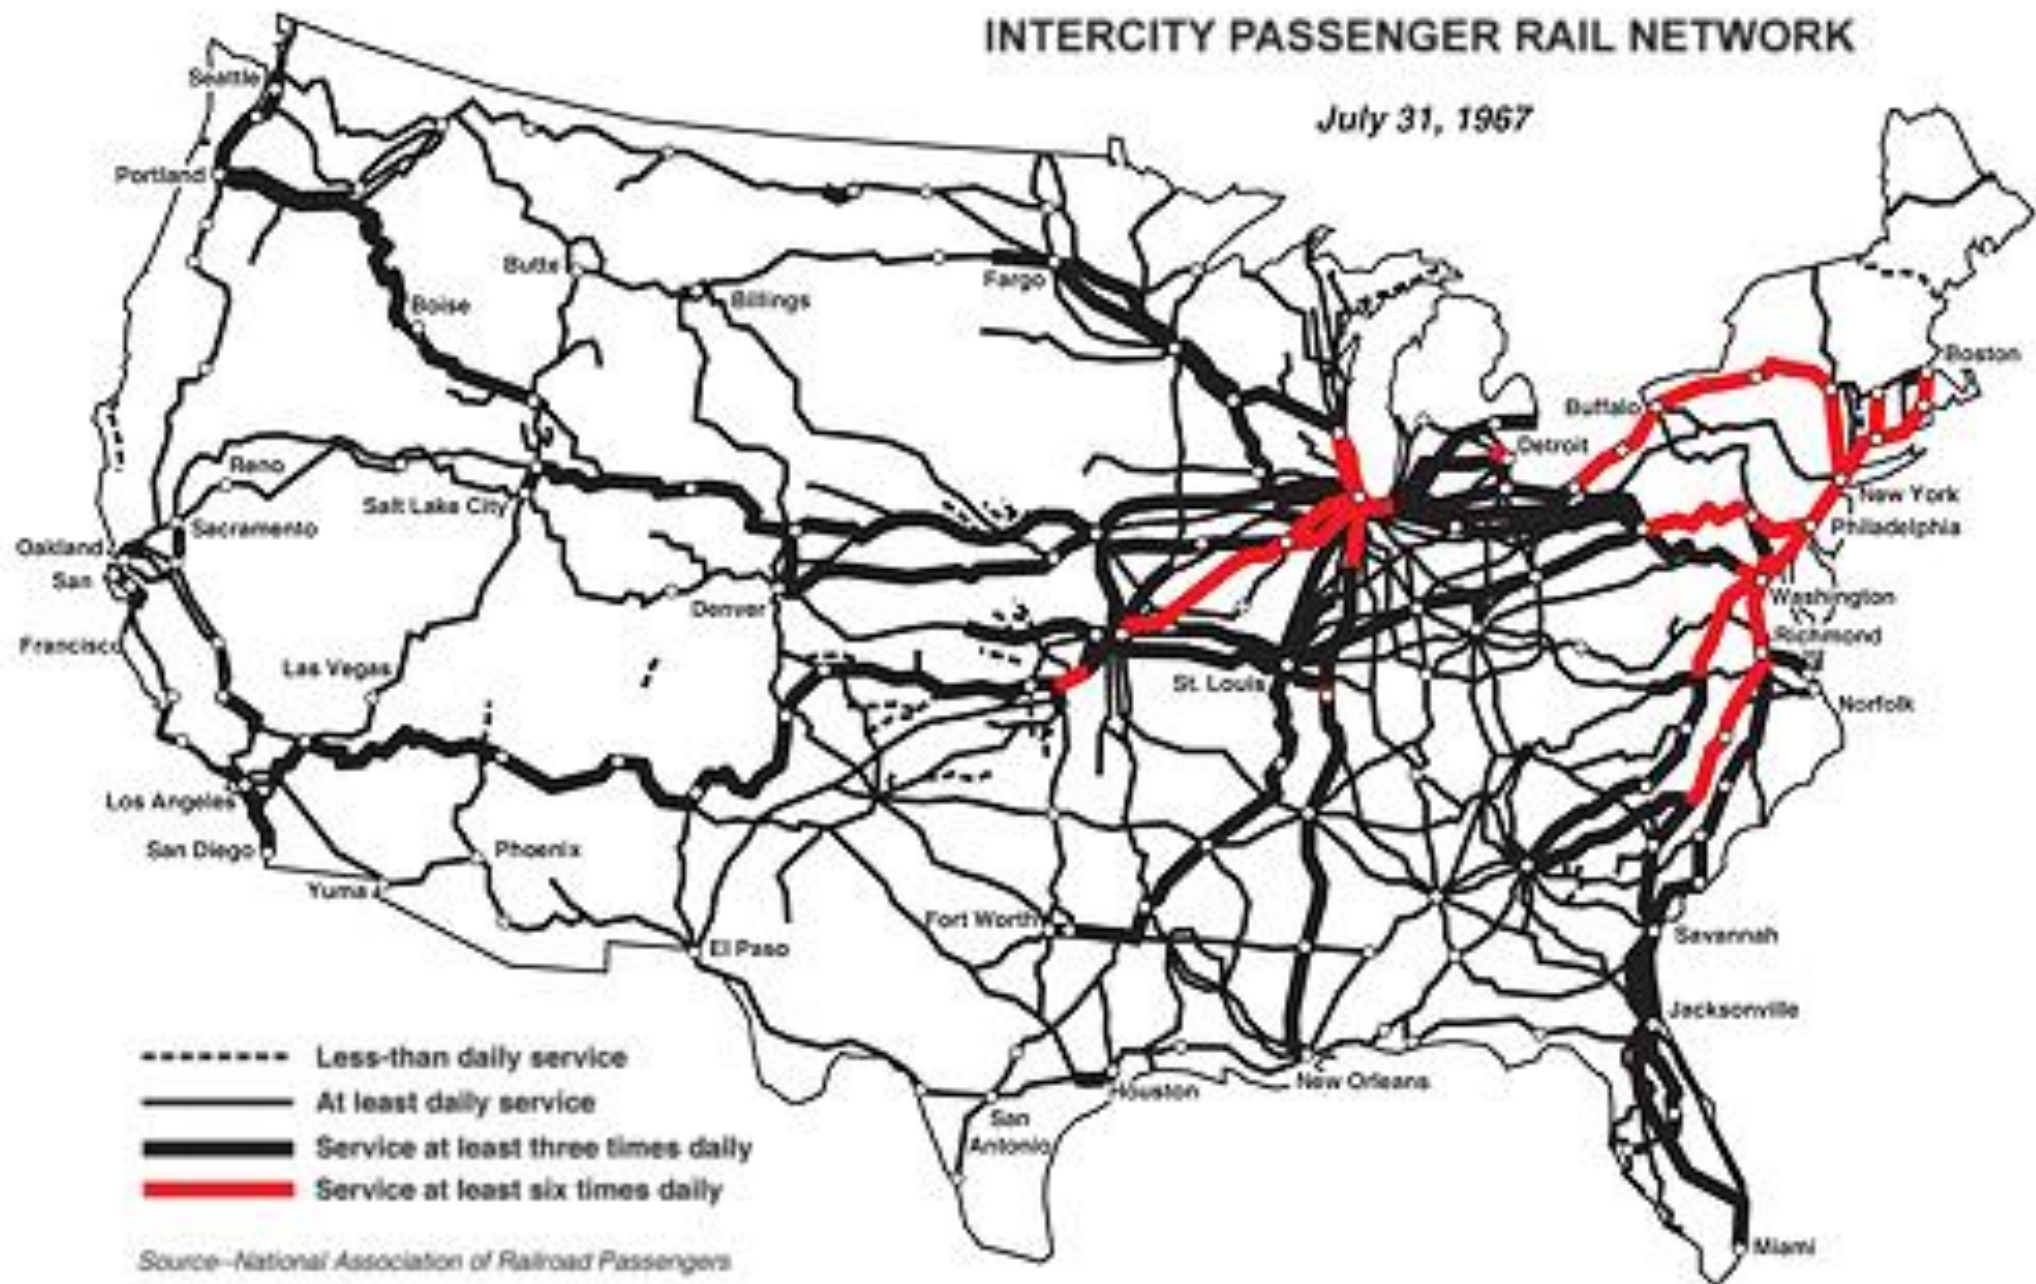 INTERCITY PASSENGER RAIL NETWORK
July 31, 1967
Seattle
Portland
Butte
Boise
Billings
Fargo
Boston
Buffalo
Detroit
Reno
Salt Lake City
Sacramento
New York
Philadelphia
Oakland
San
Francisco
Denver
Washington
Richmond
Las Vegas
St. Louis
Norfolk
Los Angeles
San Diego
Phoenix
Yuma
Fort Worth
El Paso
Savannah
Jacksonville
Houston
New Orleans
San
Antonio
Miami
Less-than daily service
At least daily service
Service at least three times daily
Service at least six times daily
Source--National Association of Railroad Passengers